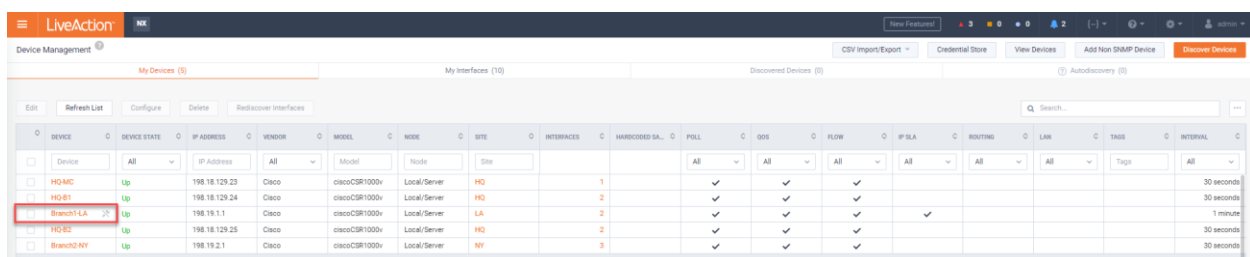 LiveAction NX New Features! 3 0 0 2 [-] admin
Device Management CSV Import/Export Credential Store View Devices Add Non SNMP Device Discover Devices
My Devices (5) My Interfaces (10) Discovered Devices (0) Autodiscovery (0)
Edit Refresh List Configure Delete Rediscover Interfaces Search...
DEVICE DEVICE STATE IP ADDRESS VENDOR MODEL NODE SITE INTERFACES HARDCODED SA... POLL QOS FLOW IP SLA ROUTING LAN TAGS INTERVAL
Device All IP Address All Model Node Site All All All All All All Tags All
HQ-MC Up 198.18.129.23 Cisco ciscoCSR1000v Local/Server HQ 1 30 seconds
HQ-B1 Up 198.18.129.24 Cisco ciscoCSR1000v Local/Server HQ 2 30 seconds
Branch1-LA Up 198.19.1.1 Cisco ciscoCSR1000v Local/Server LA 2 1 minute
HQ-B2 Up 198.18.129.25 Cisco ciscoCSR1000v Local/Server HQ 2 30 seconds
Branch2-NY Up 198.19.2.1 Cisco ciscoCSR1000v Local/Server NY 3 30 seconds